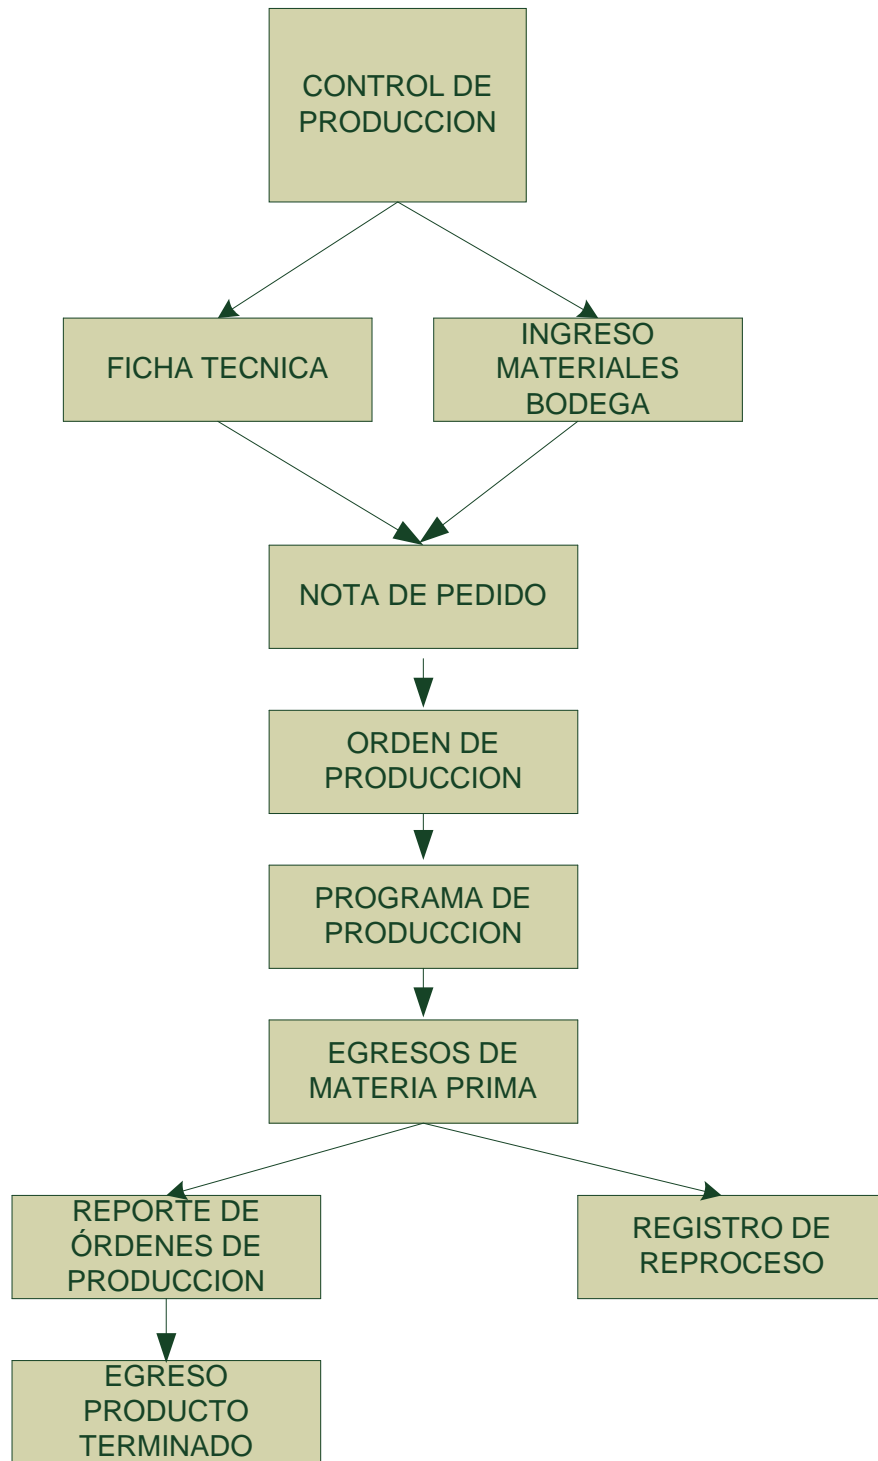 CONTROL DE
PRODUCCION
FICHA TECNICA
INGRESO
MATERIALES
BODEGA
NOTA DE PEDIDO
ORDEN DE
PRODUCCION
PROGRAMA DE
PRODUCCION
EGRESOS DE
MATERIA PRIMA
REPORTE DE
ÓRDENES DE
PRODUCCION
REGISTRO DE
REPROCESO
EGRESO
PRODUCTO
TERMINADO